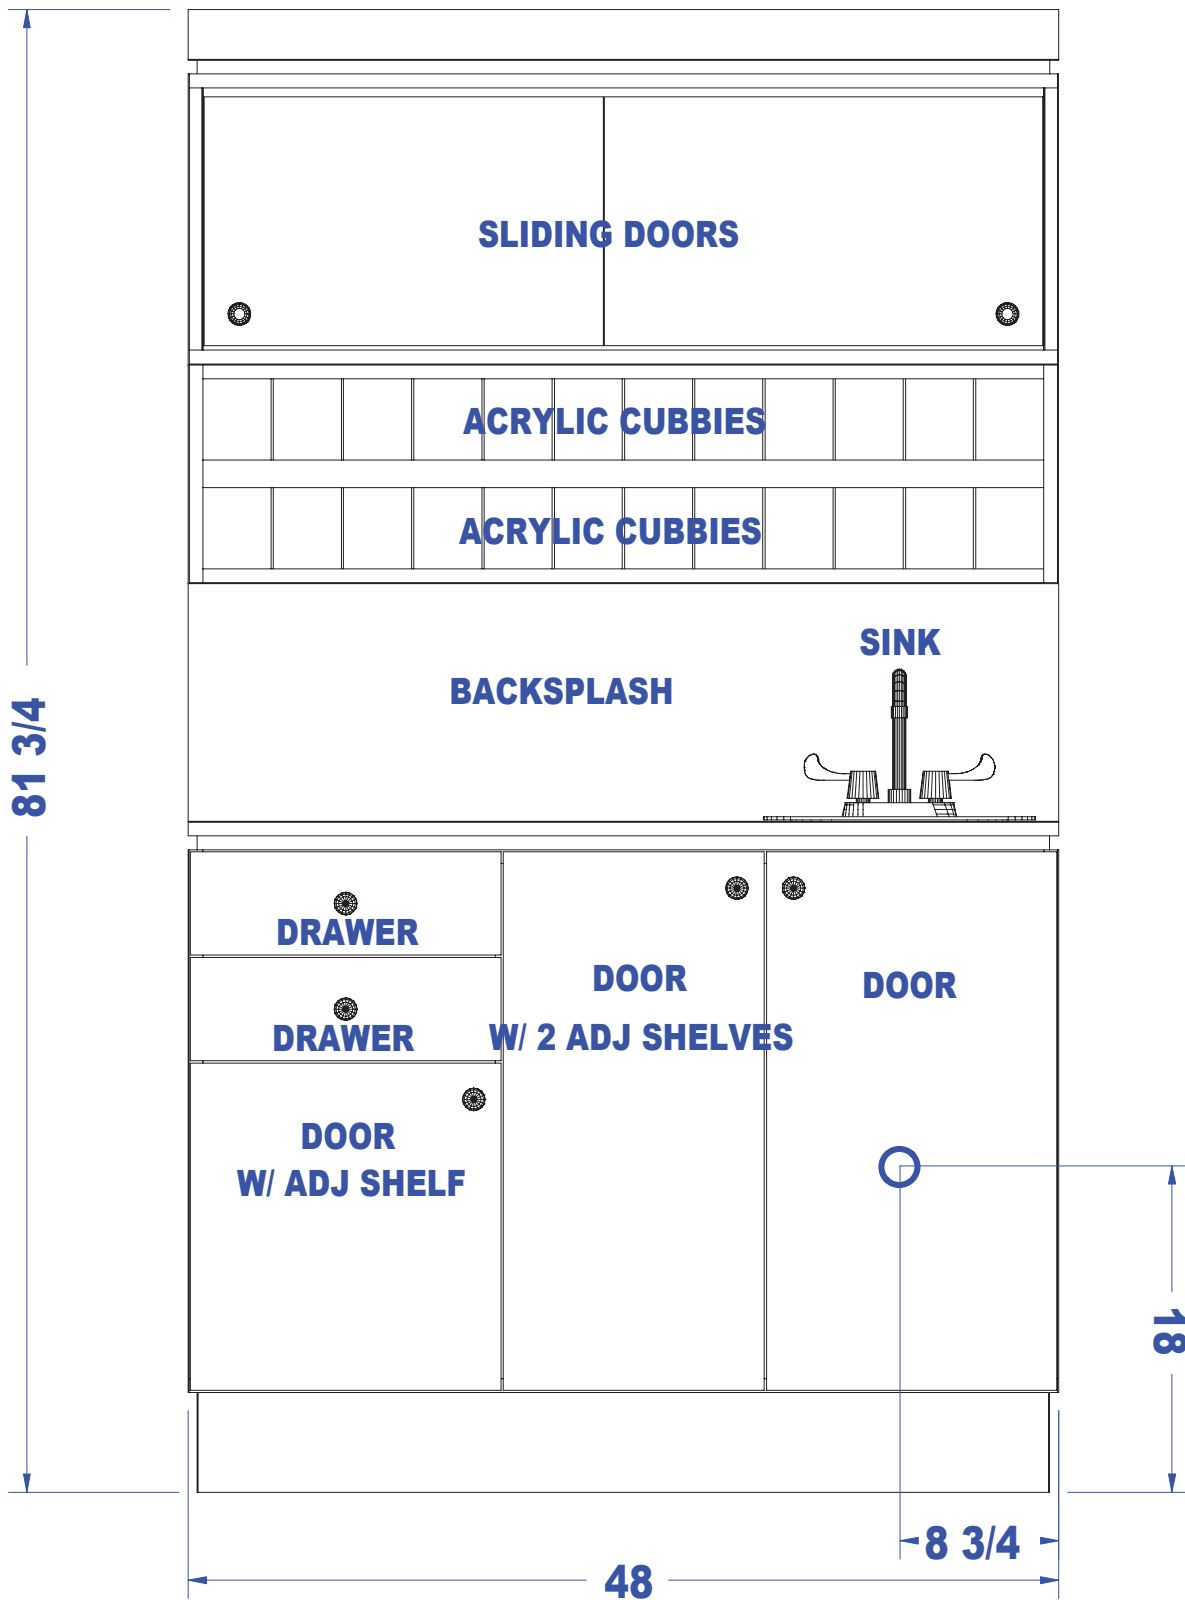 SLIDING DOORS
ACRYLIC CUBBIES
ACRYLIC CUBBIES
SINK
BACKSPLASH
81 3/4
DRAWER
DOOR
DOOR
DRAWER
W/ 2 ADJ SHELVES
DOOR
W/ ADJ SHELF
18
8 3/4
48